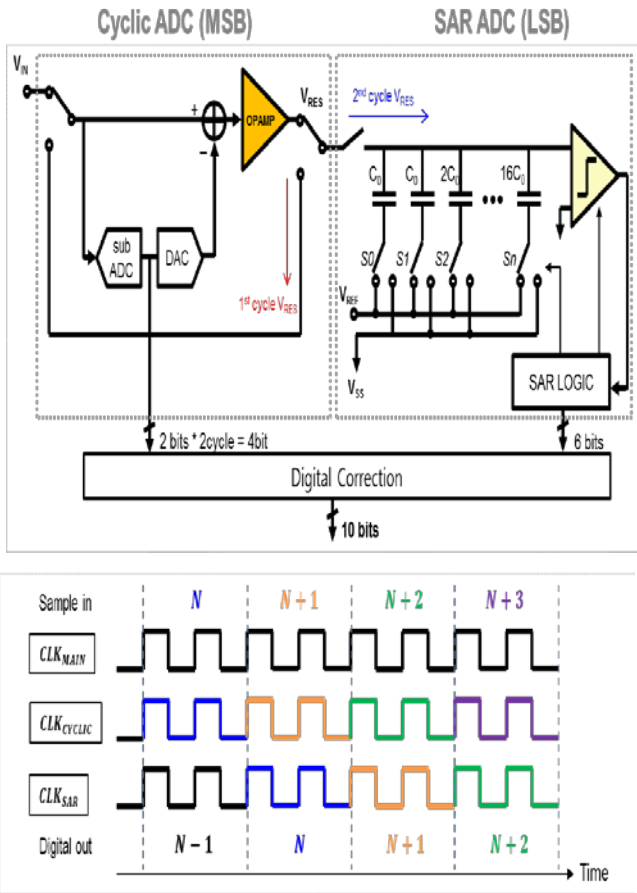 Cyclic ADC (MSB) SAR ADC (LSB)
V_IN
+
−
OPAMP
V_RES
2nd cycle V_RES
sub
ADC
DAC
1st cycle V_RES
C₀ C₀ 2C₀ 16C₀
S0 S1 S2 Sn
V_REF
V_SS
SAR LOGIC
2 bits * 2cycle = 4bit
6 bits
Digital Correction
10 bits
Sample in N N + 1 N + 2 N + 3
CLK_MAIN
CLK_CYCLIC
CLK_SAR
Digital out N − 1 N N + 1 N + 2
Time